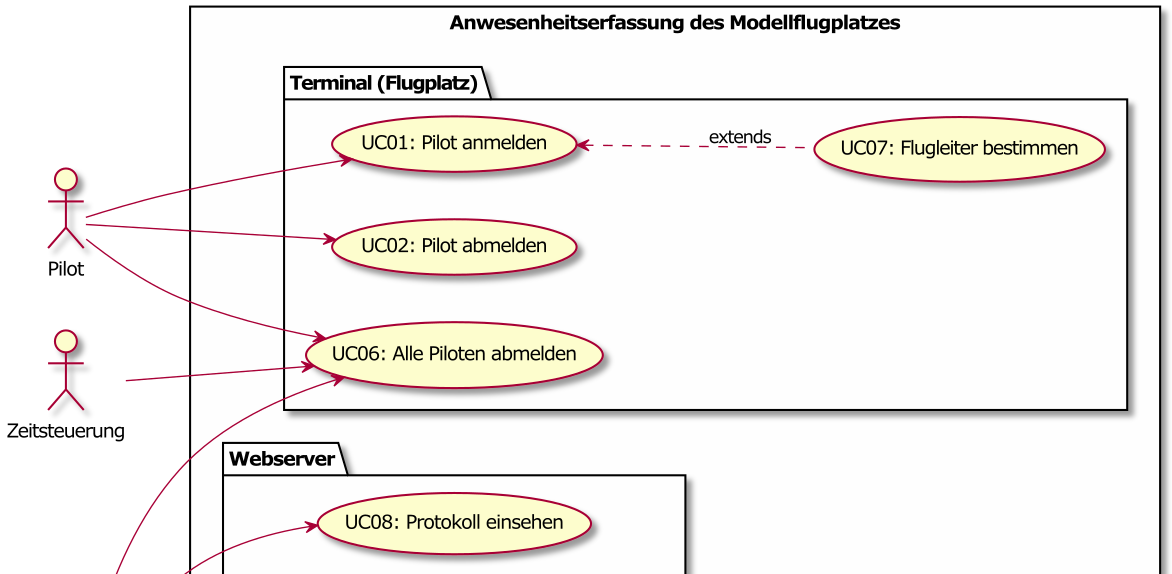 Anwesenheitserfassung des Modellflugplatzes
Terminal (Flugplatz)
UC01: Pilot anmelden
extends
UC07: Flugleiter bestimmen
UC02: Pilot abmelden
Pilot
UC06: Alle Piloten abmelden
Zeitsteuerung
Webserver
UC08: Protokoll einsehen